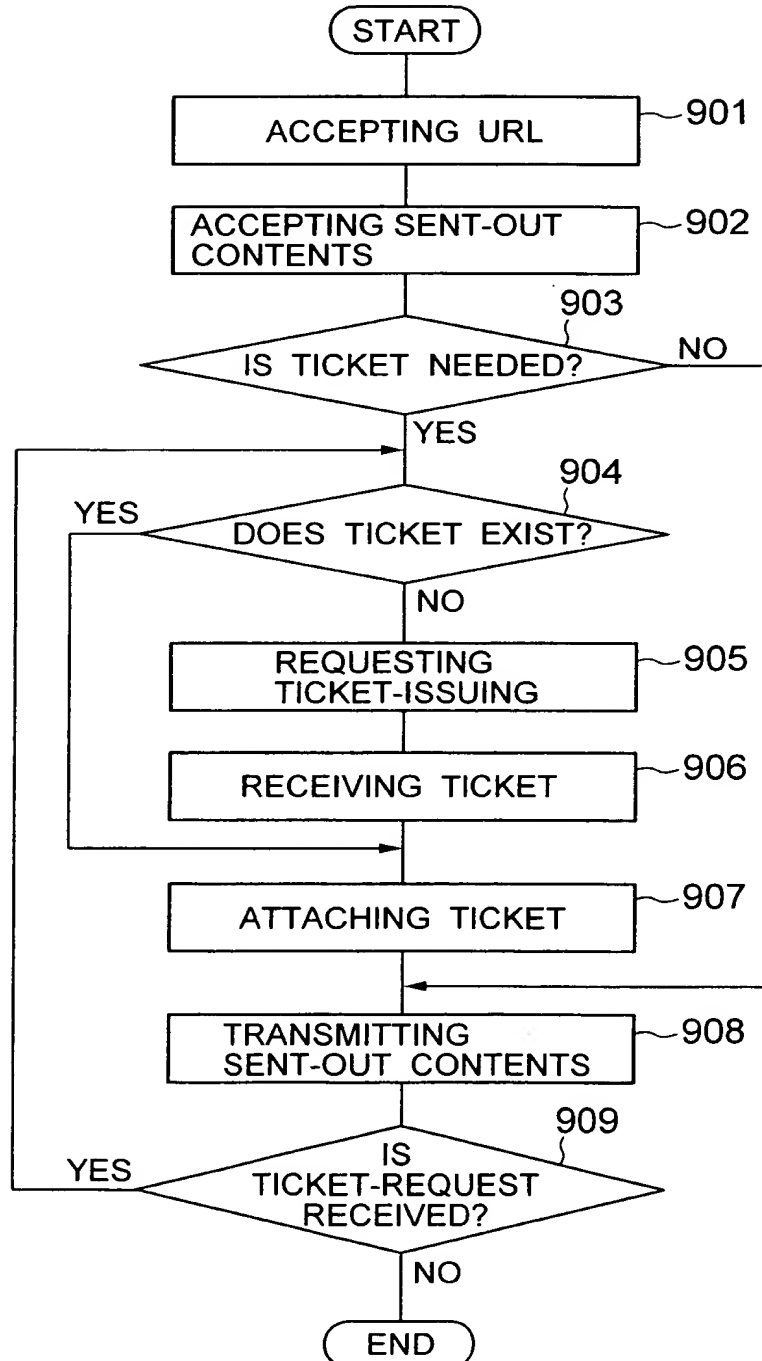 START
ACCEPTING URL
901
ACCEPTING SENT-OUT
CONTENTS
902
903
IS TICKET NEEDED?
NO
YES
904
YES
DOES TICKET EXIST?
NO
REQUESTING
TICKET-ISSUING
905
RECEIVING TICKET
906
ATTACHING TICKET
907
TRANSMITTING
SENT-OUT CONTENTS
908
909
YES
IS
TICKET-REQUEST
RECEIVED?
NO
END